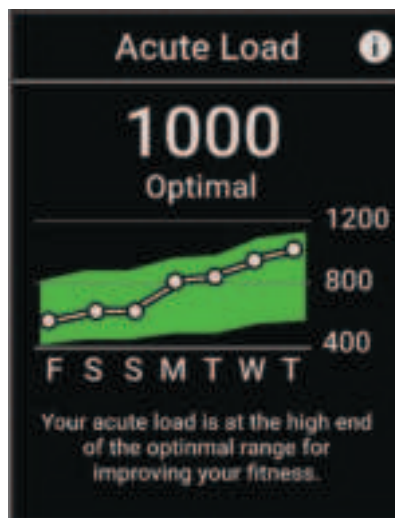 Acute Load i
1000
Optimal
1200
800
400
F S S M T W T
Your acute load is at the high end
of the optinmal range for
improving your fitness.